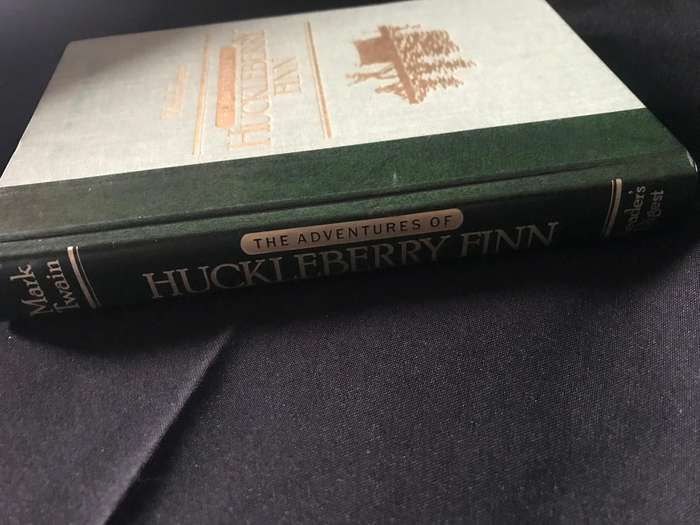 Mark
Twain
THE ADVENTURES OF
HUCKLEBERRY FINN
Reader's
Digest
HUCKLEBERRY
FINN